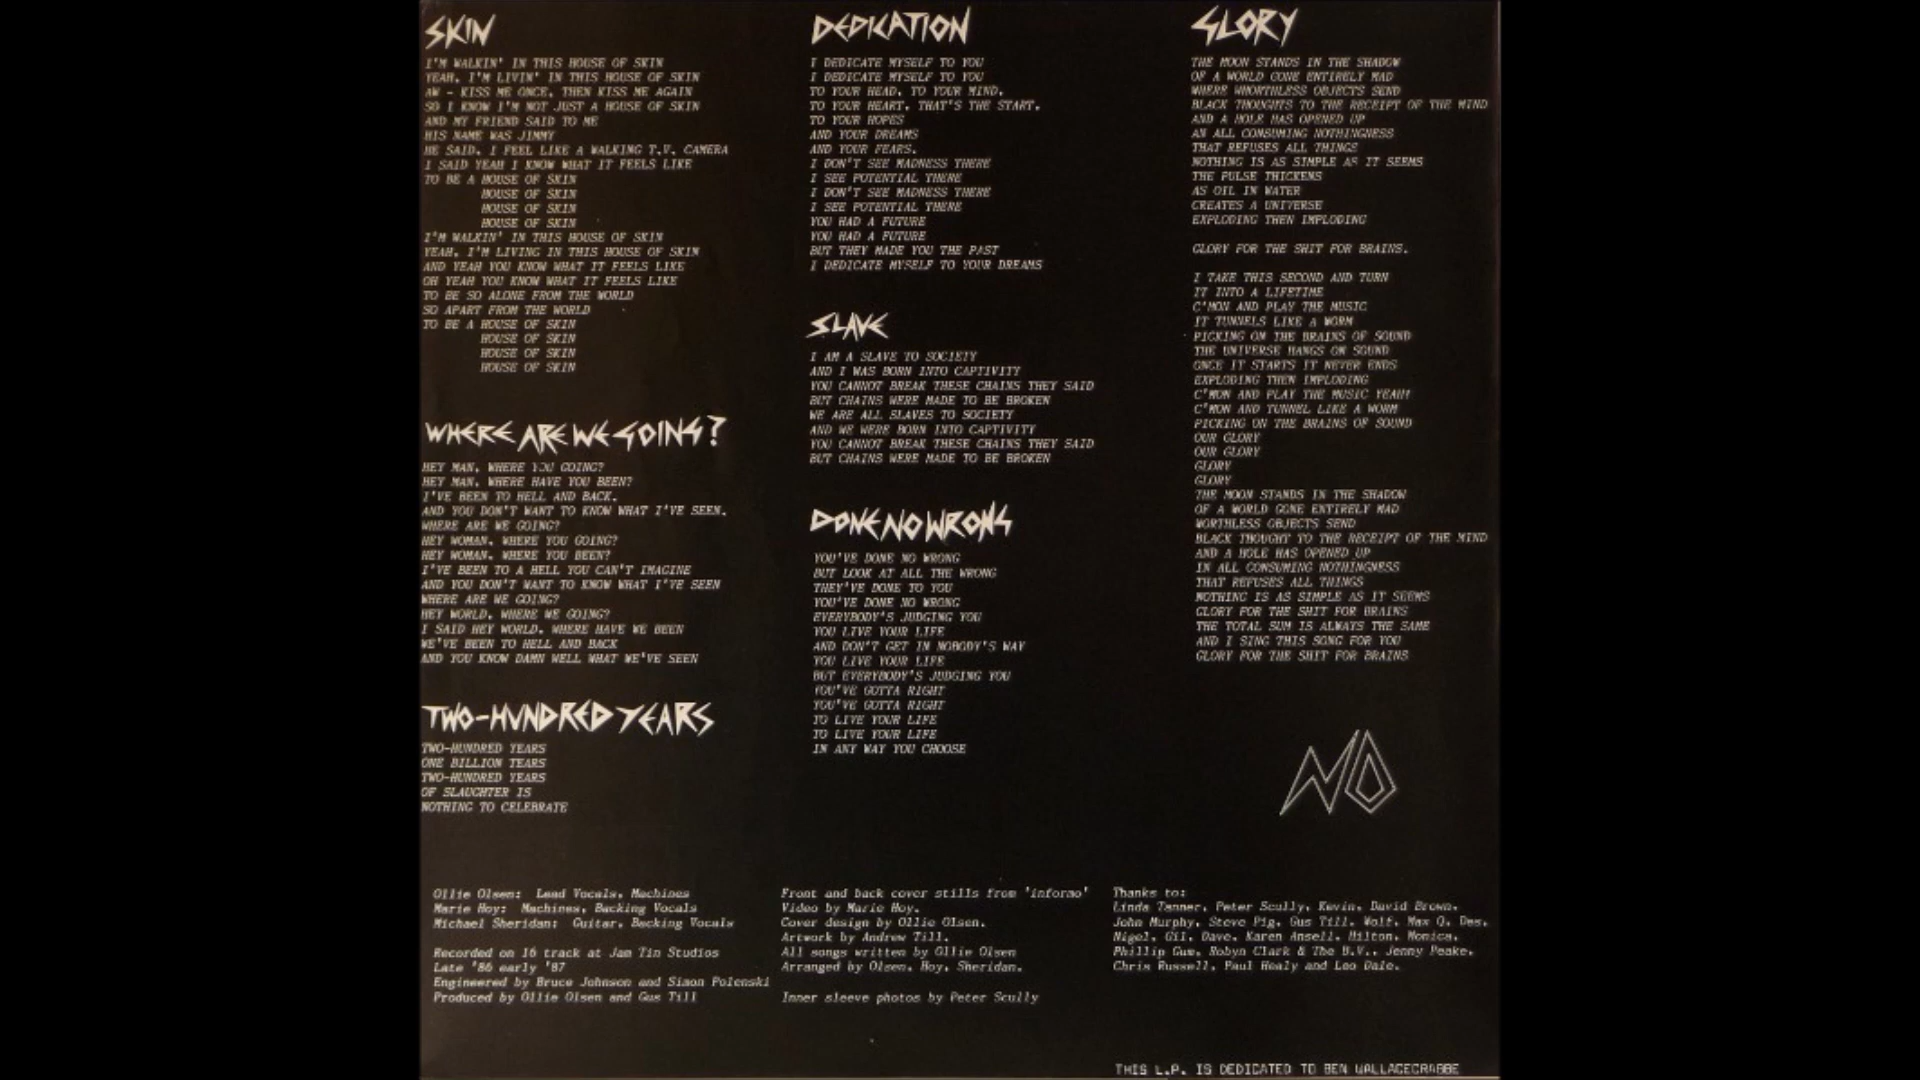 SKIN
I'M WALKIN' IN THIS HOUSE OF SKIN
YEAH, I'M LIVIN' IN THIS HOUSE OF SKIN
AW - KISS ME ONCE, THEN KISS ME AGAIN
SO I KNOW I'M NOT JUST A HOUSE OF SKIN
AND MY FRIEND SAID TO ME
HIS NAME WAS JIMMY
HE SAID, I FEEL LIKE A WALKING T.V. CAMERA
I SAID YEAH I KNOW WHAT IT FEELS LIKE
TO BE A HOUSE OF SKIN
HOUSE OF SKIN
HOUSE OF SKIN
HOUSE OF SKIN
I'M WALKIN' IN THIS HOUSE OF SKIN
YEAH, I'M LIVING IN THIS HOUSE OF SKIN
AND YEAH YOU KNOW WHAT IT FEELS LIKE
OH YEAH YOU KNOW WHAT IT FEELS LIKE
TO BE SO ALONE FROM THE WORLD
SO APART FROM THE WORLD
TO BE A HOUSE OF SKIN
HOUSE OF SKIN
HOUSE OF SKIN
HOUSE OF SKIN
WHERE ARE WE GOING?
HEY MAN, WHERE YOU GOING?
HEY MAN, WHERE HAVE YOU BEEN?
I'VE BEEN TO HELL AND BACK,
AND YOU DON'T WANT TO KNOW WHAT I'VE SEEN.
WHERE ARE WE GOING?
HEY WOMAN, WHERE YOU GOING?
HEY WOMAN, WHERE YOU BEEN?
I'VE BEEN TO A HELL YOU CAN'T IMAGINE
AND YOU DON'T WANT TO KNOW WHAT I'VE SEEN
WHERE ARE WE GOING?
HEY WORLD, WHERE WE GOING?
I SAID HEY WORLD, WHERE HAVE WE BEEN
WE'VE BEEN TO HELL AND BACK
AND YOU KNOW DAMN WELL WHAT WE'VE SEEN
TWO-HUNDRED YEARS
TWO-HUNDRED YEARS
ONE BILLION TEARS
TWO-HUNDRED YEARS
OF SLAUGHTER IS
NOTHING TO CELEBRATE
DEDICATION
I DEDICATE MYSELF TO YOU
I DEDICATE MYSELF TO YOU
TO YOUR HEAD, TO YOUR MIND,
TO YOUR HEART, THAT'S THE START,
TO YOUR HOPES
AND YOUR DREAMS
AND YOUR FEARS.
I DON'T SEE MADNESS THERE
I SEE POTENTIAL THERE
I DON'T SEE MADNESS THERE
I SEE POTENTIAL THERE
YOU HAD A FUTURE
YOU HAD A FUTURE
BUT THEY MADE YOU THE PAST
I DEDICATE MYSELF TO YOUR DREAMS
SLAVE
I AM A SLAVE TO SOCIETY
AND I WAS BORN INTO CAPTIVITY
YOU CANNOT BREAK THESE CHAINS THEY SAID
BUT CHAINS WERE MADE TO BE BROKEN
WE ARE ALL SLAVES TO SOCIETY
AND WE WERE BORN INTO CAPTIVITY
YOU CANNOT BREAK THESE CHAINS THEY SAID
BUT CHAINS WERE MADE TO BE BROKEN
DONE NO WRONG
YOU'VE DONE NO WRONG
BUT LOOK AT ALL THE WRONG
THEY'VE DONE TO YOU
YOU'VE DONE NO WRONG
EVERYBODY'S JUDGING YOU
YOU LIVE YOUR LIFE
AND DON'T GET IN NOBODY'S WAY
YOU LIVE YOUR LIFE
BUT EVERYBODY'S JUDGING YOU
YOU'VE GOTTA RIGHT
YOU'VE GOTTA RIGHT
TO LIVE YOUR LIFE
TO LIVE YOUR LIFE
IN ANY WAY YOU CHOOSE
GLORY
THE MOON STANDS IN THE SHADOW
OF A WORLD GONE ENTIRELY MAD
WHERE WHORTHLESS OBJECTS SEND
BLACK THOUGHTS TO THE RECEIPT OF THE MIND
AND A HOLE HAS OPENED UP
AN ALL CONSUMING NOTHINGNESS
THAT REFUSES ALL THINGS
NOTHING IS AS SIMPLE AS IT SEEMS
THE PULSE THICKENS
AS OIL IN WATER
CREATES A UNIVERSE
EXPLODING THEN IMPLODING
GLORY FOR THE SHIT FOR BRAINS.
I TAKE THIS SECOND AND TURN
IT INTO A LIFETIME
C'MON AND PLAY THE MUSIC
IT TUNNELS LIKE A WORM
PICKING ON THE BRAINS OF SOUND
THE UNIVERSE HANGS ON SOUND
ONCE IT STARTS IT NEVER ENDS
EXPLODING THEN IMPLODING
C'MON AND PLAY THE MUSIC YEAH!
C'MON AND TUNNEL LIKE A WORM
PICKING ON THE BRAINS OF SOUND
OUR GLORY
OUR GLORY
GLORY
GLORY
THE MOON STANDS IN THE SHADOW
OF A WORLD GONE ENTIRELY MAD
WORTHLESS OBJECTS SEND
BLACK THOUGHT TO THE RECEIPT OF THE MIND
AND A HOLE HAS OPENED UP
IN ALL CONSUMING NOTHINGNESS
THAT REFUSES ALL THINGS
NOTHING IS AS SIMPLE AS IT SEEMS
GLORY FOR THE SHIT FOR BRAINS
THE TOTAL SUM IS ALWAYS THE SAME
AND I SING THIS SONG FOR YOU
GLORY FOR THE SHIT FOR BRAINS
NO
Ollie Olsen: Lead Vocals, Machines
Marie Hoy: Machines, Backing Vocals
Michael Sheridan: Guitar, Backing Vocals
Recorded on 16 track at Jam Tin Studios
Late '86 early '87
Engineered by Bruce Johnson and Simon Polenski
Produced by Ollie Olsen and Gus Till
Front and back cover stills from 'informo'
Video by Marie Hoy.
Cover design by Ollie Olsen.
Artwork by Andrew Till.
All songs written by Ollie Olsen
Arranged by Olsen, Hoy, Sheridan.
Inner sleeve photos by Peter Scully
Thanks to:
Linda Tanner, Peter Scully, Kevin, David Brown,
John Murphy, Steve Pig, Gus Till, Wolf, Max Q, Des,
Nigel, Gil, Dave, Karen Ansell, Hilton, Monica,
Phillip Gum, Robyn Clark & The B.V., Jenny Peake,
Chris Russell, Paul Healy and Leo Dale.
THIS L.P. IS DEDICATED TO BEN WALLACECRABBE